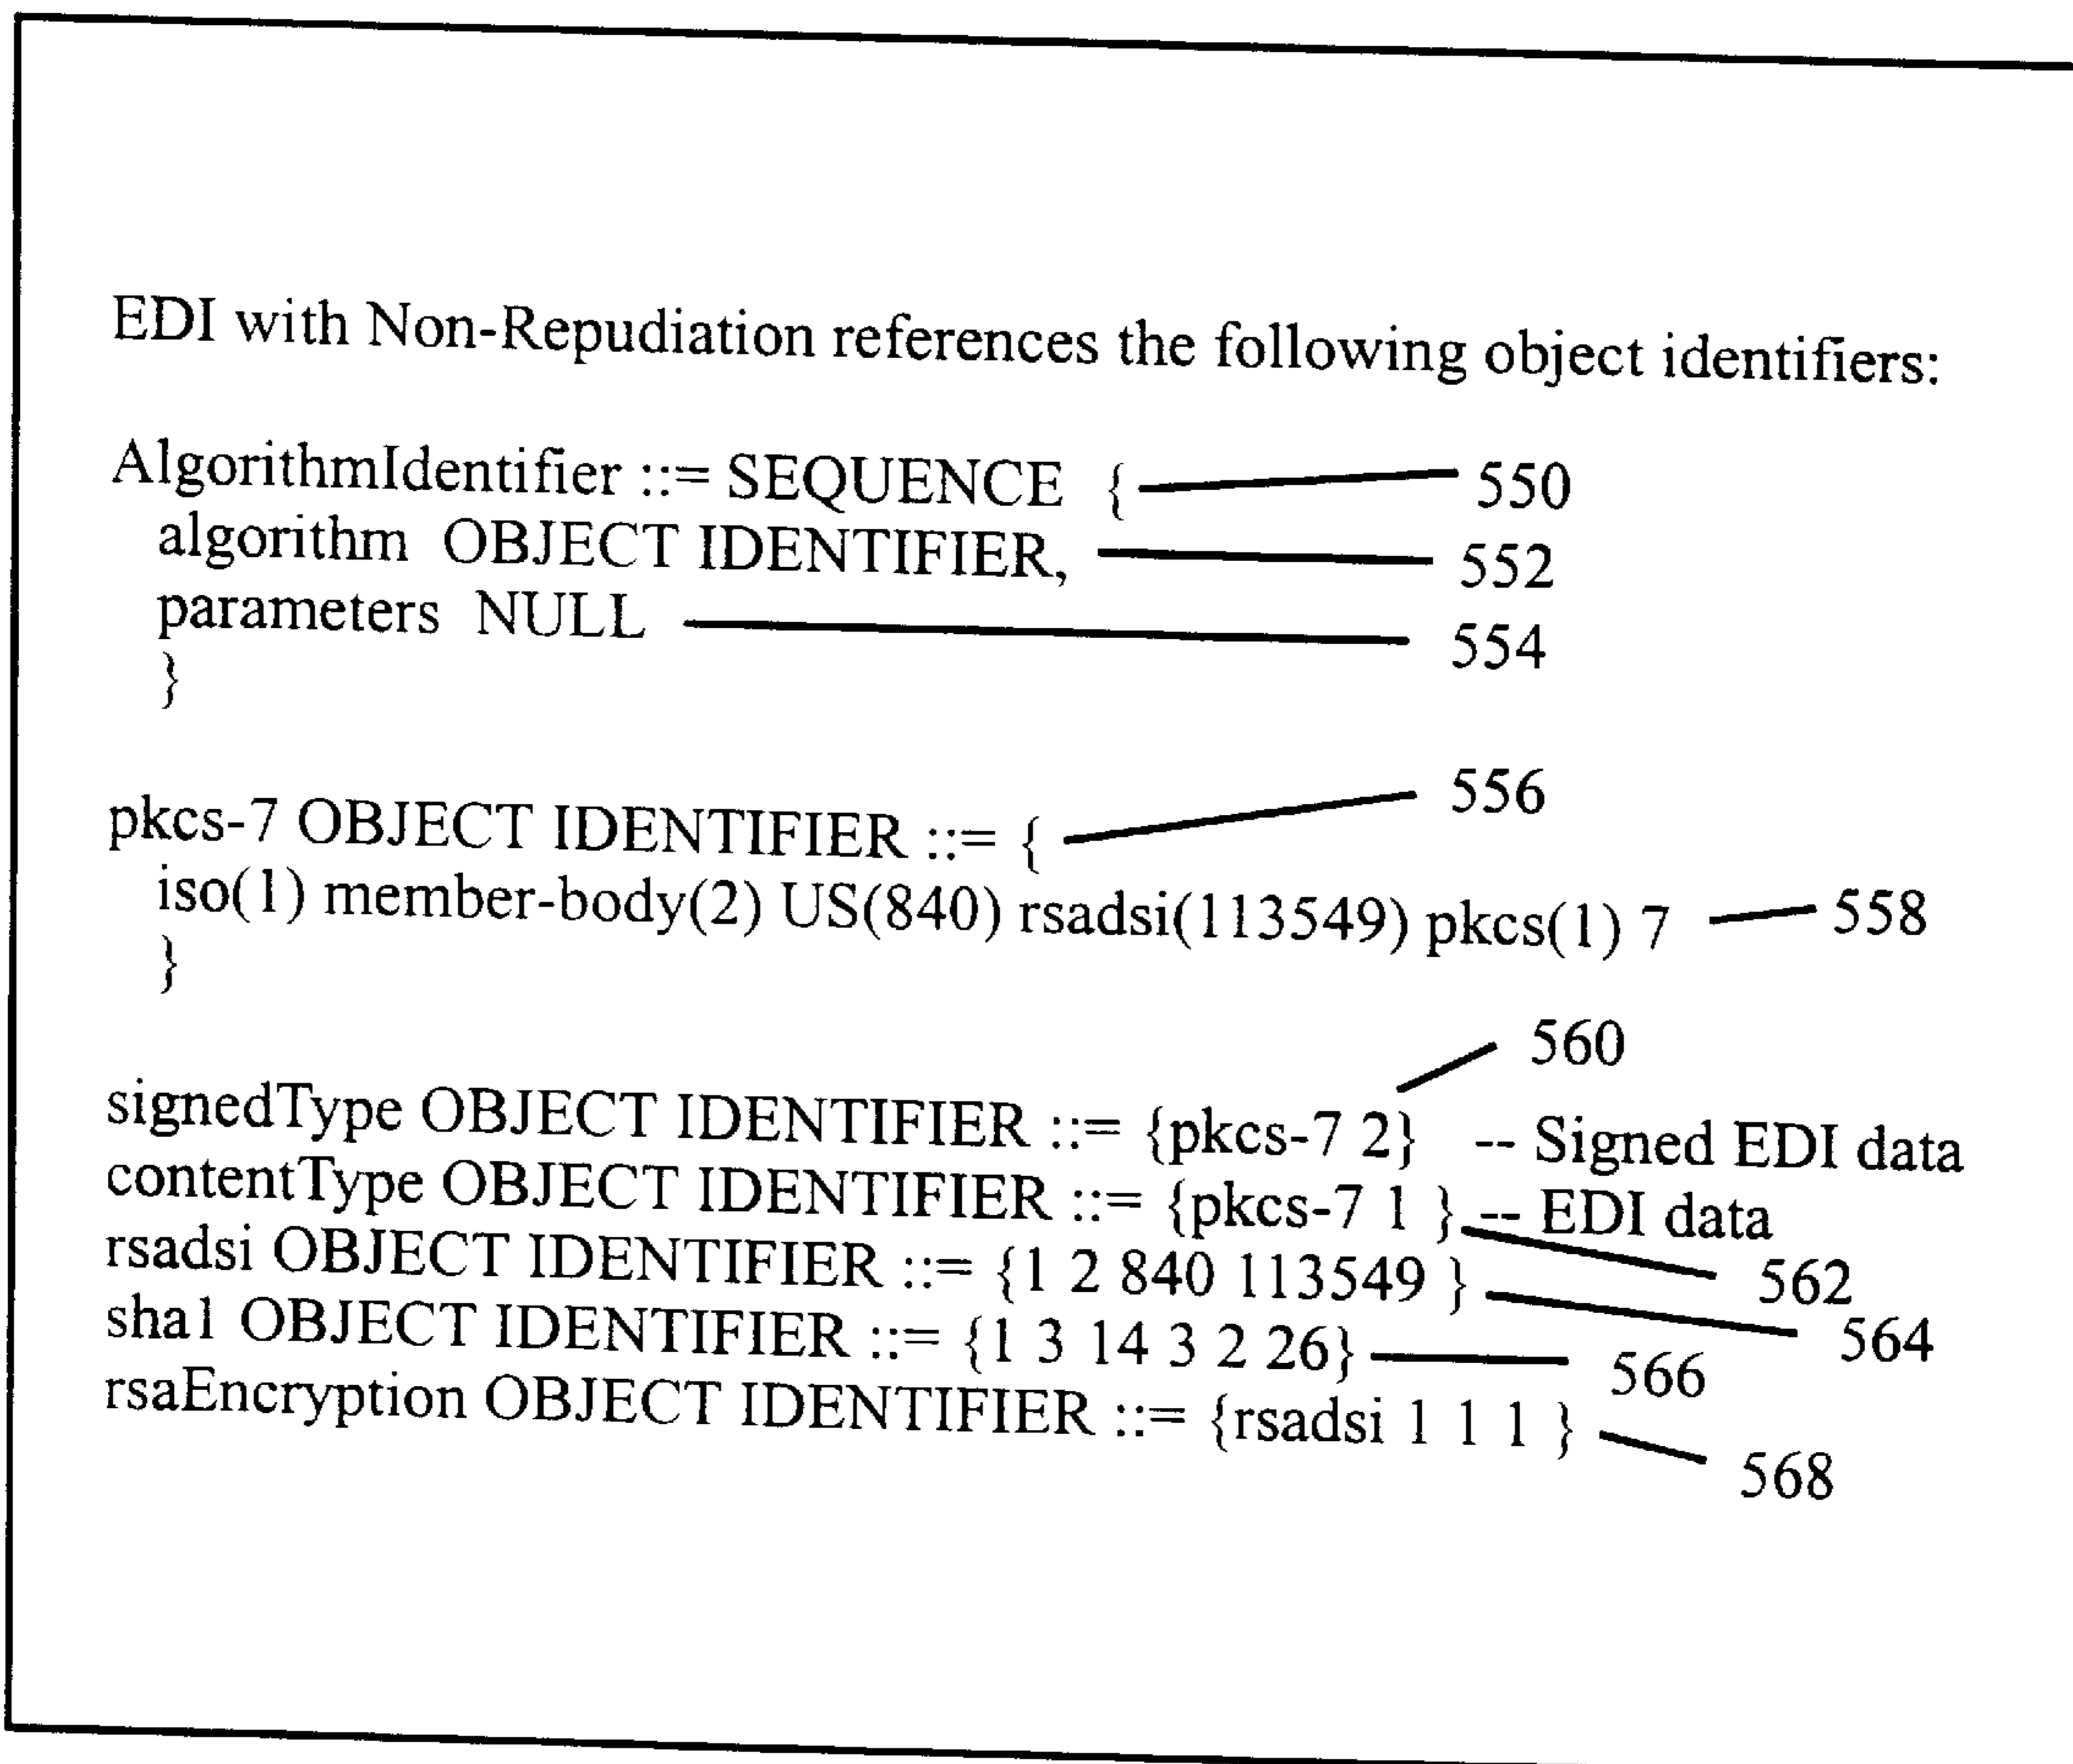 EDI with Non-Repudiation references the following object identifiers:
AlgorithmIdentifier ::= SEQUENCE { 550
algorithm OBJECT IDENTIFIER, 552
parameters NULL 554
}
pkcs-7 OBJECT IDENTIFIER ::= { 556
iso(1) member-body(2) US(840) rsadsi(113549) pkcs(1) 7 558
}
560
signedType OBJECT IDENTIFIER ::= {pkcs-7 2} -- Signed EDI data
contentType OBJECT IDENTIFIER ::= {pkcs-7 1 } -- EDI data
562
rsadsi OBJECT IDENTIFIER ::= {1 2 840 113549 } 564
sha1 OBJECT IDENTIFIER ::= {1 3 14 3 2 26} 566
rsaEncryption OBJECT IDENTIFIER ::= {rsadsi 1 1 1 } 568